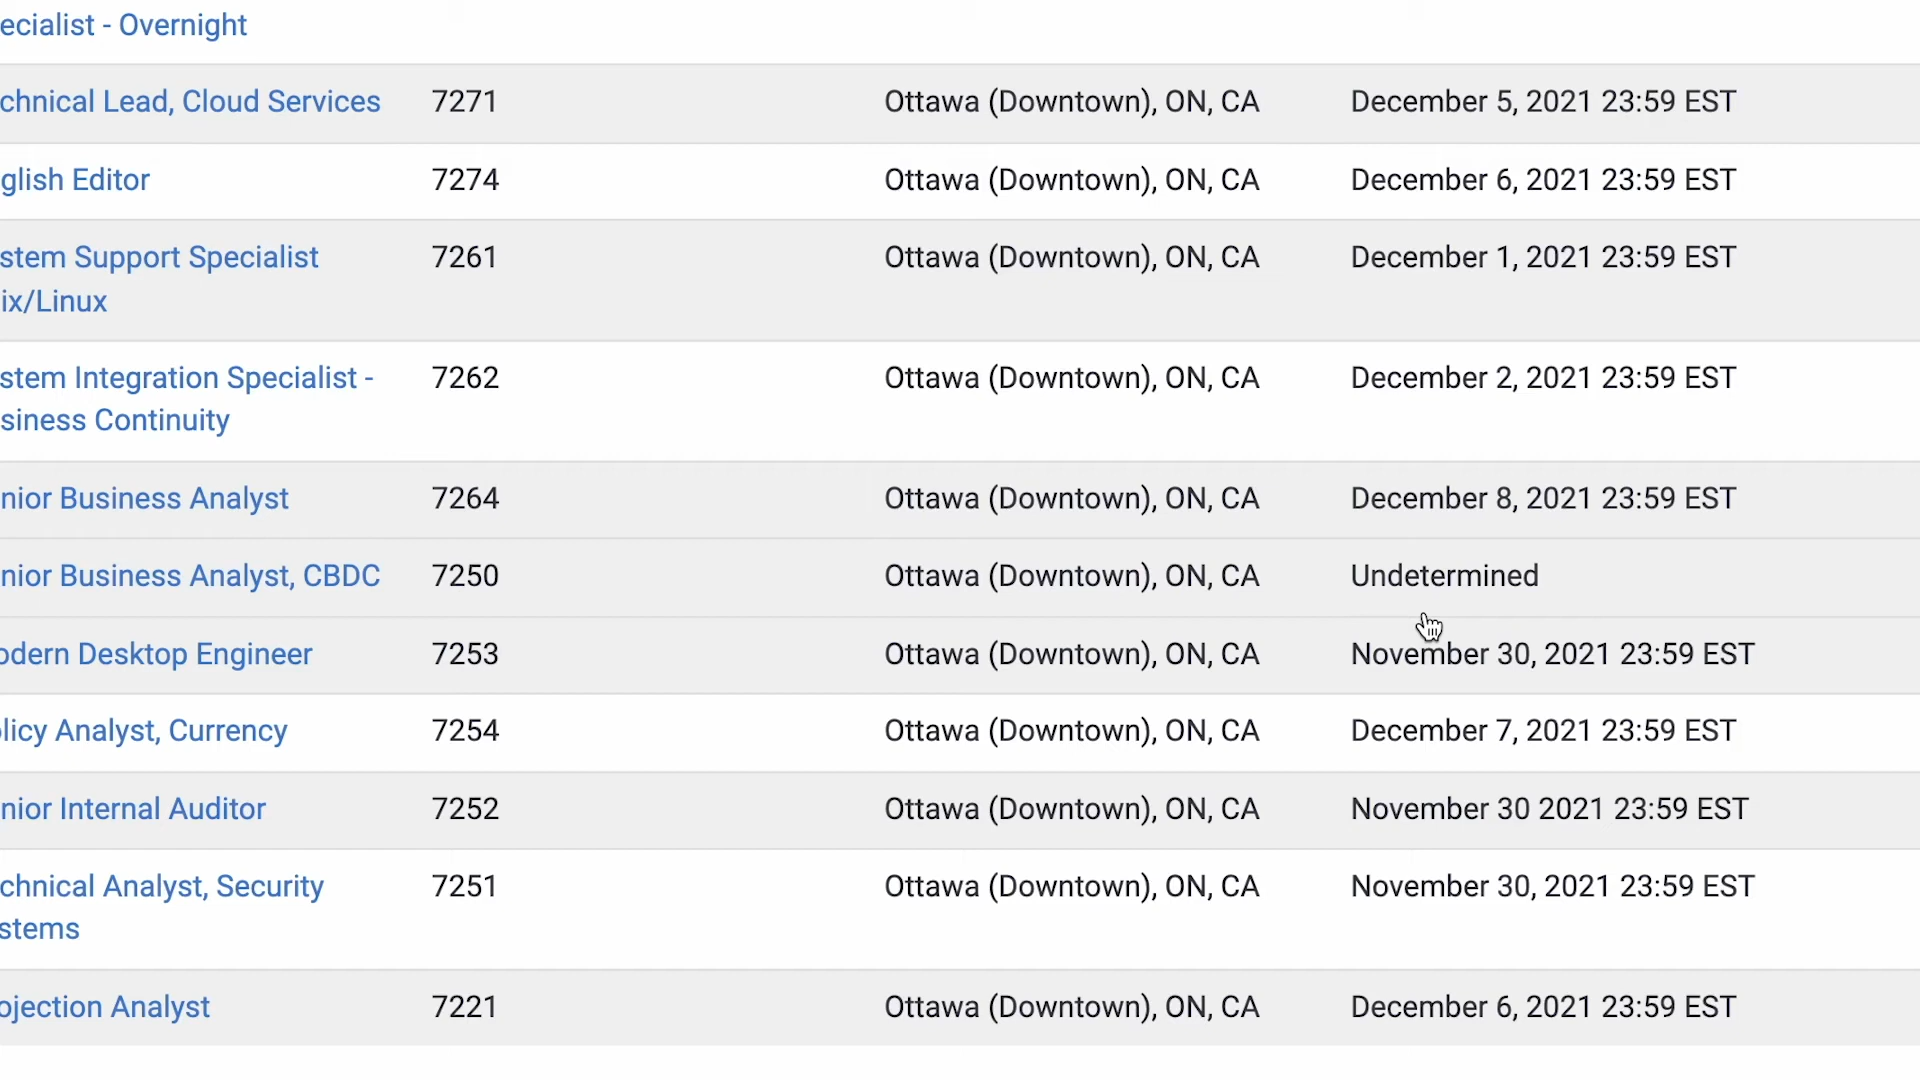 ecialist - Overnight
chnical Lead, Cloud Services 7271 Ottawa (Downtown), ON, CA December 5, 2021 23:59 EST
glish Editor 7274 Ottawa (Downtown), ON, CA December 6, 2021 23:59 EST
stem Support Specialist 7261 Ottawa (Downtown), ON, CA December 1, 2021 23:59 EST
ix/Linux
stem Integration Specialist - 7262 Ottawa (Downtown), ON, CA December 2, 2021 23:59 EST
siness Continuity
nior Business Analyst 7264 Ottawa (Downtown), ON, CA December 8, 2021 23:59 EST
nior Business Analyst, CBDC 7250 Ottawa (Downtown), ON, CA Undetermined
odern Desktop Engineer 7253 Ottawa (Downtown), ON, CA November 30, 2021 23:59 EST
olicy Analyst, Currency 7254 Ottawa (Downtown), ON, CA December 7, 2021 23:59 EST
nior Internal Auditor 7252 Ottawa (Downtown), ON, CA November 30 2021 23:59 EST
chnical Analyst, Security 7251 Ottawa (Downtown), ON, CA November 30, 2021 23:59 EST
stems
ojection Analyst 7221 Ottawa (Downtown), ON, CA December 6, 2021 23:59 EST